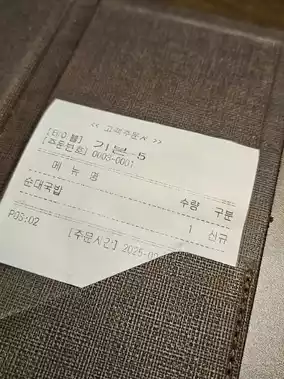 << 고객주문서 >>
[테이블] 기본-5
[주문번호] 0003-0001
메뉴명 수량 구분
순대국밥 1 신규
POS:02 [주문시간] 2025-0